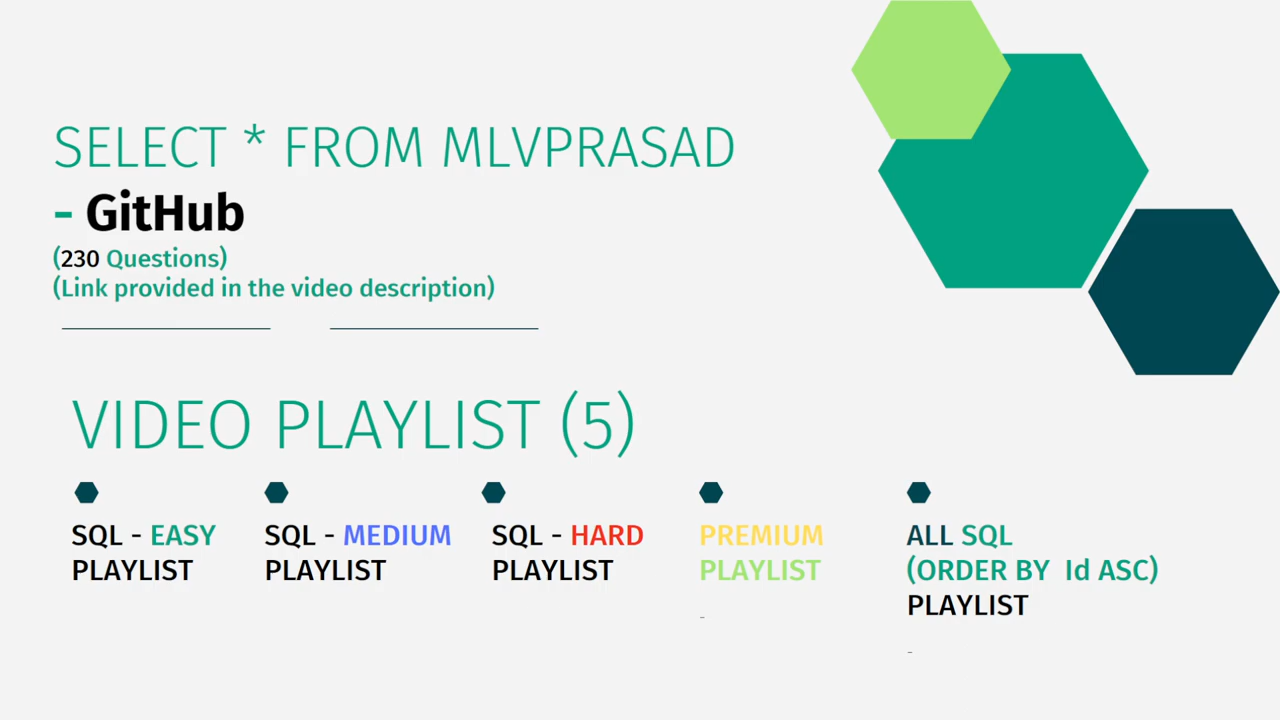 SELECT * FROM MLVPRASAD
- GitHub
(230 Questions)
(Link provided in the video description)
VIDEO PLAYLIST (5)
SQL - EASY
PLAYLIST
SQL - MEDIUM
PLAYLIST
SQL - HARD
PLAYLIST
PREMIUM
PLAYLIST
-
ALL SQL
(ORDER BY Id ASC)
PLAYLIST
-